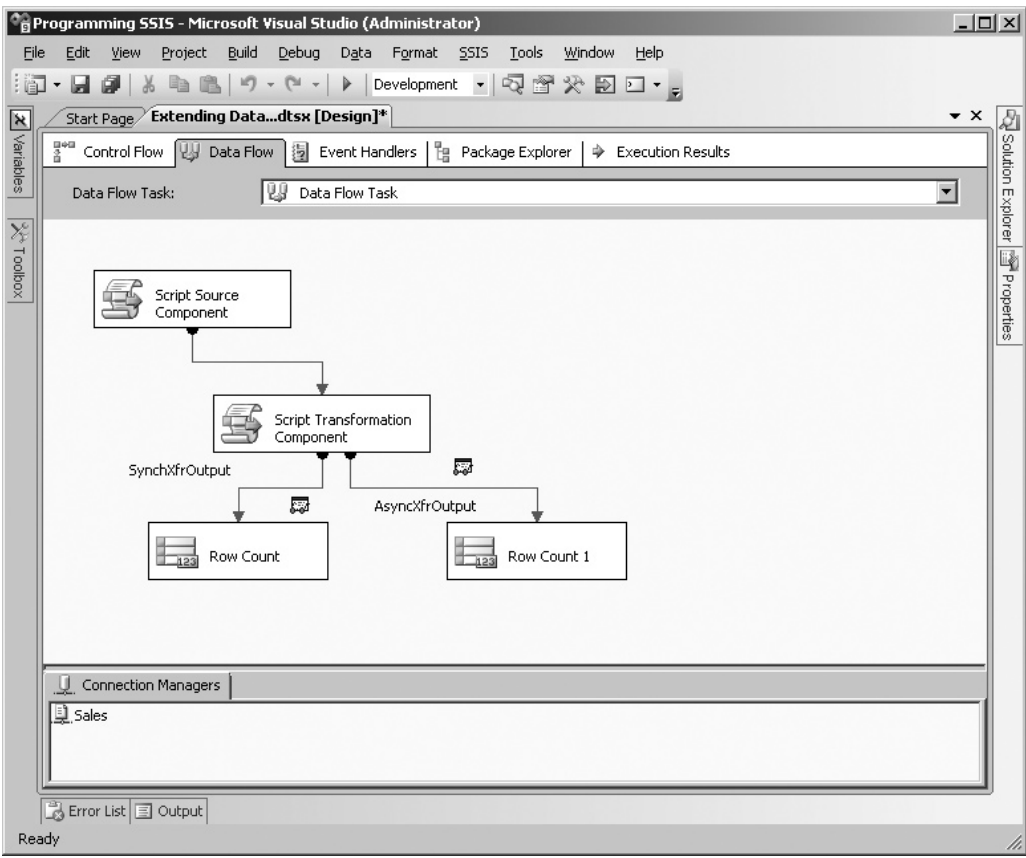 Programming SSIS - Microsoft Visual Studio (Administrator)
File Edit View Project Build Debug Data Format SSIS Tools Window Help
Development
Start Page Extending Data...dtsx [Design]*
Variables
Toolbox
Solution Explorer
Properties
Control Flow Data Flow Event Handlers Package Explorer Execution Results
Data Flow Task: Data Flow Task
Script Source
Component
Script Transformation
Component
SynchXfrOutput
AsyncXfrOutput
123 Row Count
123 Row Count 1
Connection Managers
Sales
Error List Output
Ready